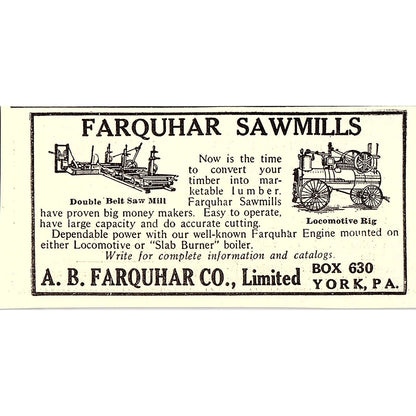 FARQUHAR SAWMILLS
Double Belt Saw Mill
Now is the time
to convert your
timber into mar-
ketable lumber.
Farquhar Sawmills
Locomotive Rig
have proven big money makers. Easy to operate,
have large capacity and do accurate cutting.
Dependable power with our well-known Farquhar Engine mounted on
either Locomotive or "Slab Burner" boiler.
Write for complete information and catalogs.
A. B. FARQUHAR CO., Limited
BOX 630
YORK, PA.